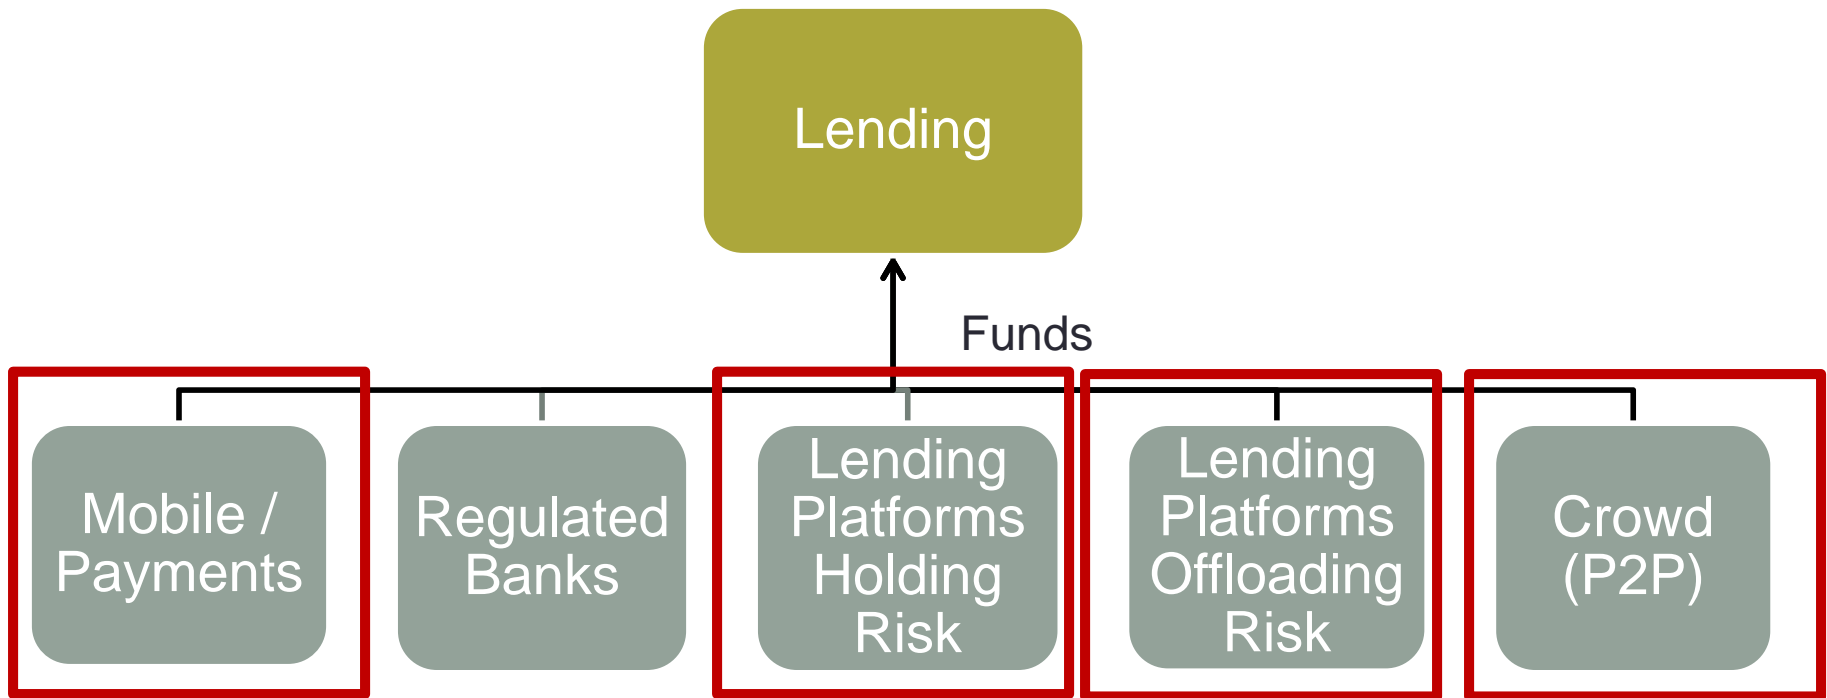 Lending
Funds
Mobile /
Payments
Regulated
Banks
Lending
Platforms
Holding
Risk
Lending
Platforms
Offloading
Risk
Crowd
(P2P)